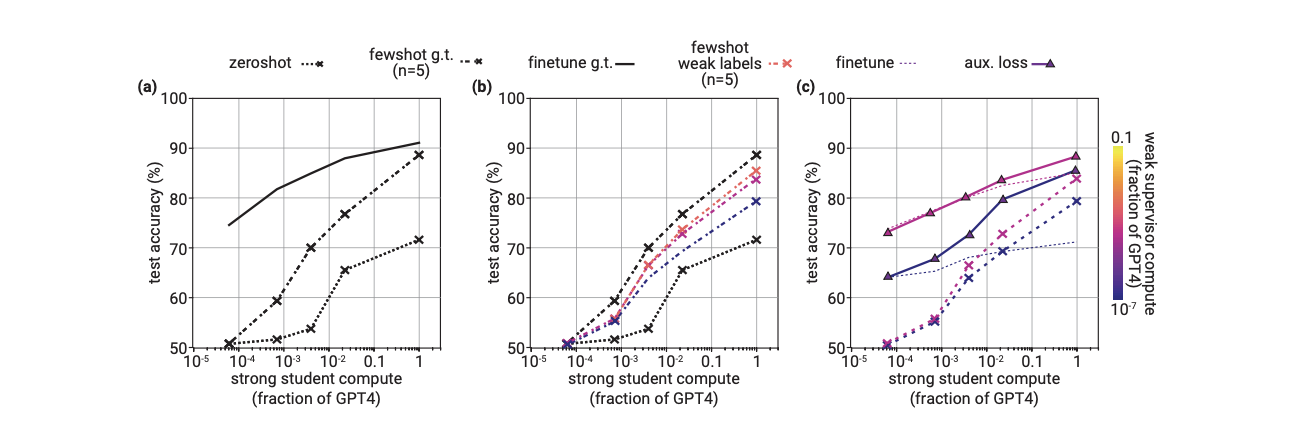 zeroshot
fewshot g.t.
(n=5)
finetune g.t.
fewshot
weak labels
(n=5)
finetune
aux. loss
(a)
100
90
80
70
60
50
test accuracy (%)
10-5
10-4
10-3
10-2
0.1
1
strong student compute
(fraction of GPT4)
(b)
100
90
80
70
60
50
test accuracy (%)
10-5
10-4
10-3
10-2
0.1
1
strong student compute
(fraction of GPT4)
(c)
100
90
80
70
60
50
test accuracy (%)
10-5
10-4
10-3
10-2
0.1
1
strong student compute
(fraction of GPT4)
0.1
10-7
weak supervisor compute
(fraction of GPT4)